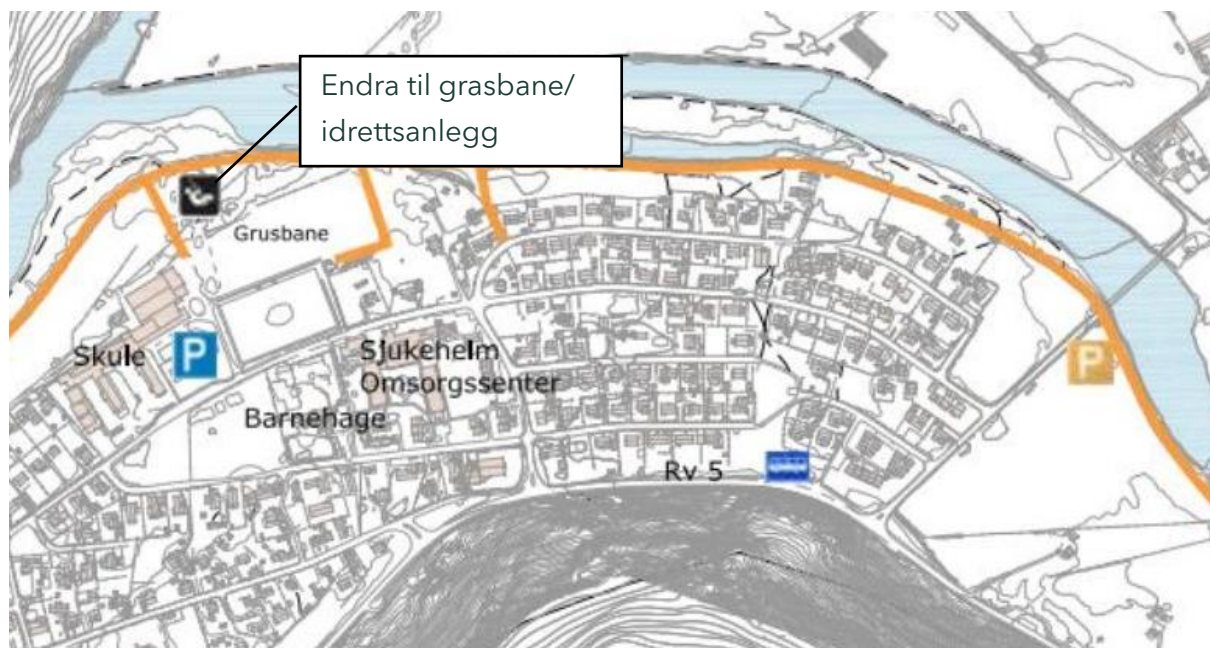 Endra til grasbane/
idrettsanlegg
Grusbane
Skule
P
Sjukeheim
Omsorgssenter
Barnehage
P
Rv 5